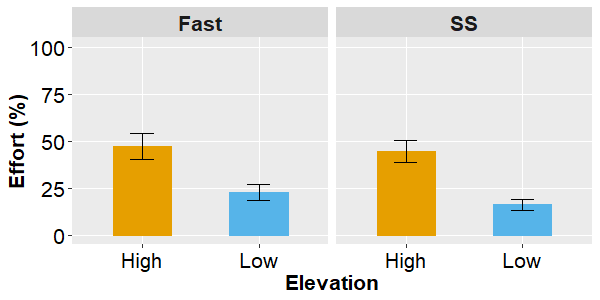 Fast SS
Effort (%)
100
75
50
25
0
High Low High Low
Elevation